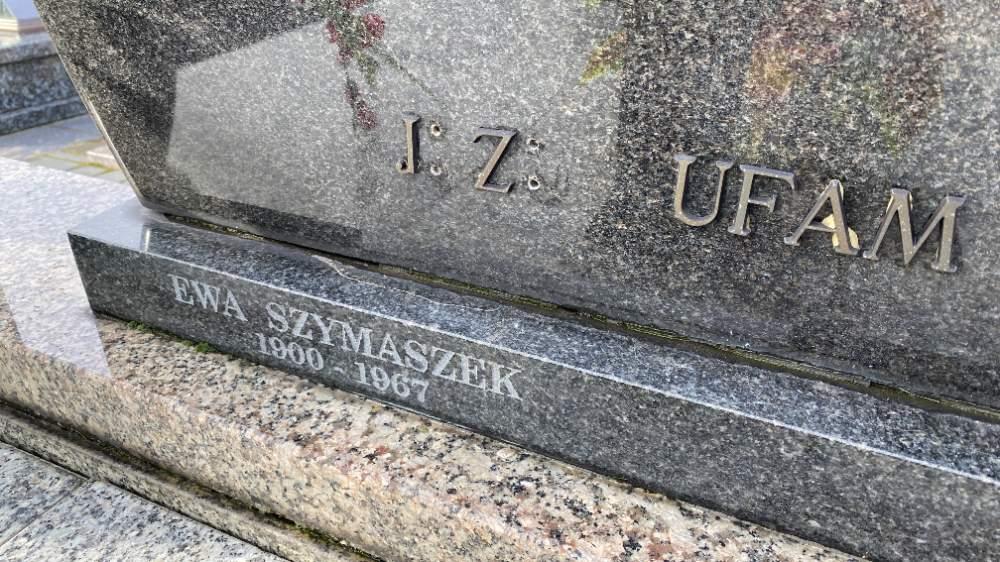 I Z UFAM
EWA SZYMASZEK
1900 - 1967